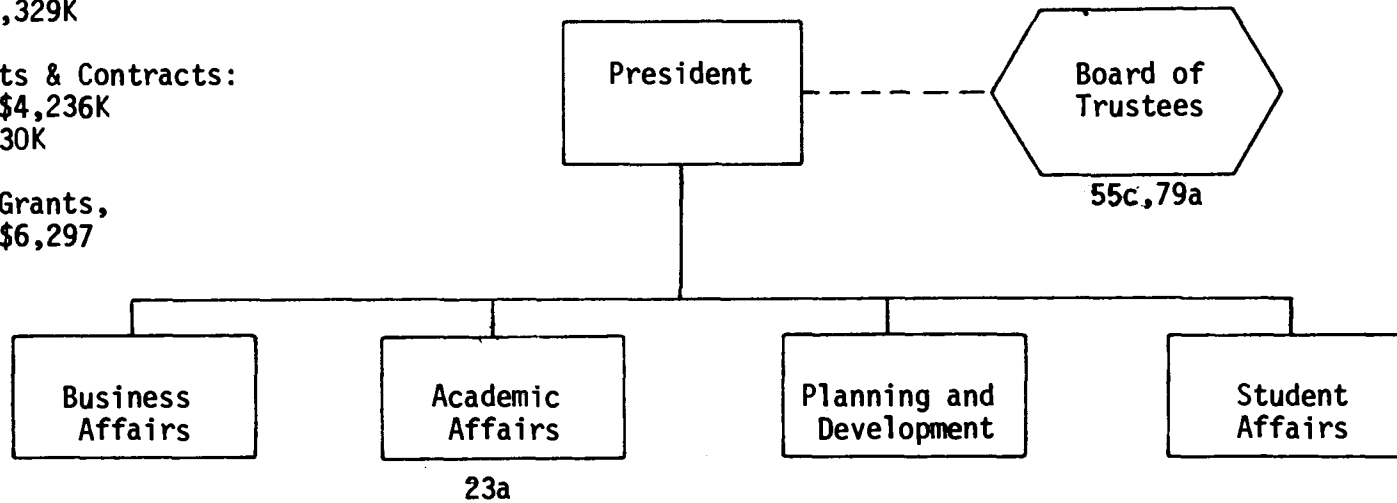 ,329K
ts & Contracts:
$4,236K
30K
Grants,
$6,297
President
Board of
Trustees
55c,79a
Business
Affairs
Academic
Affairs
23a
Planning and
Development
Student
Affairs